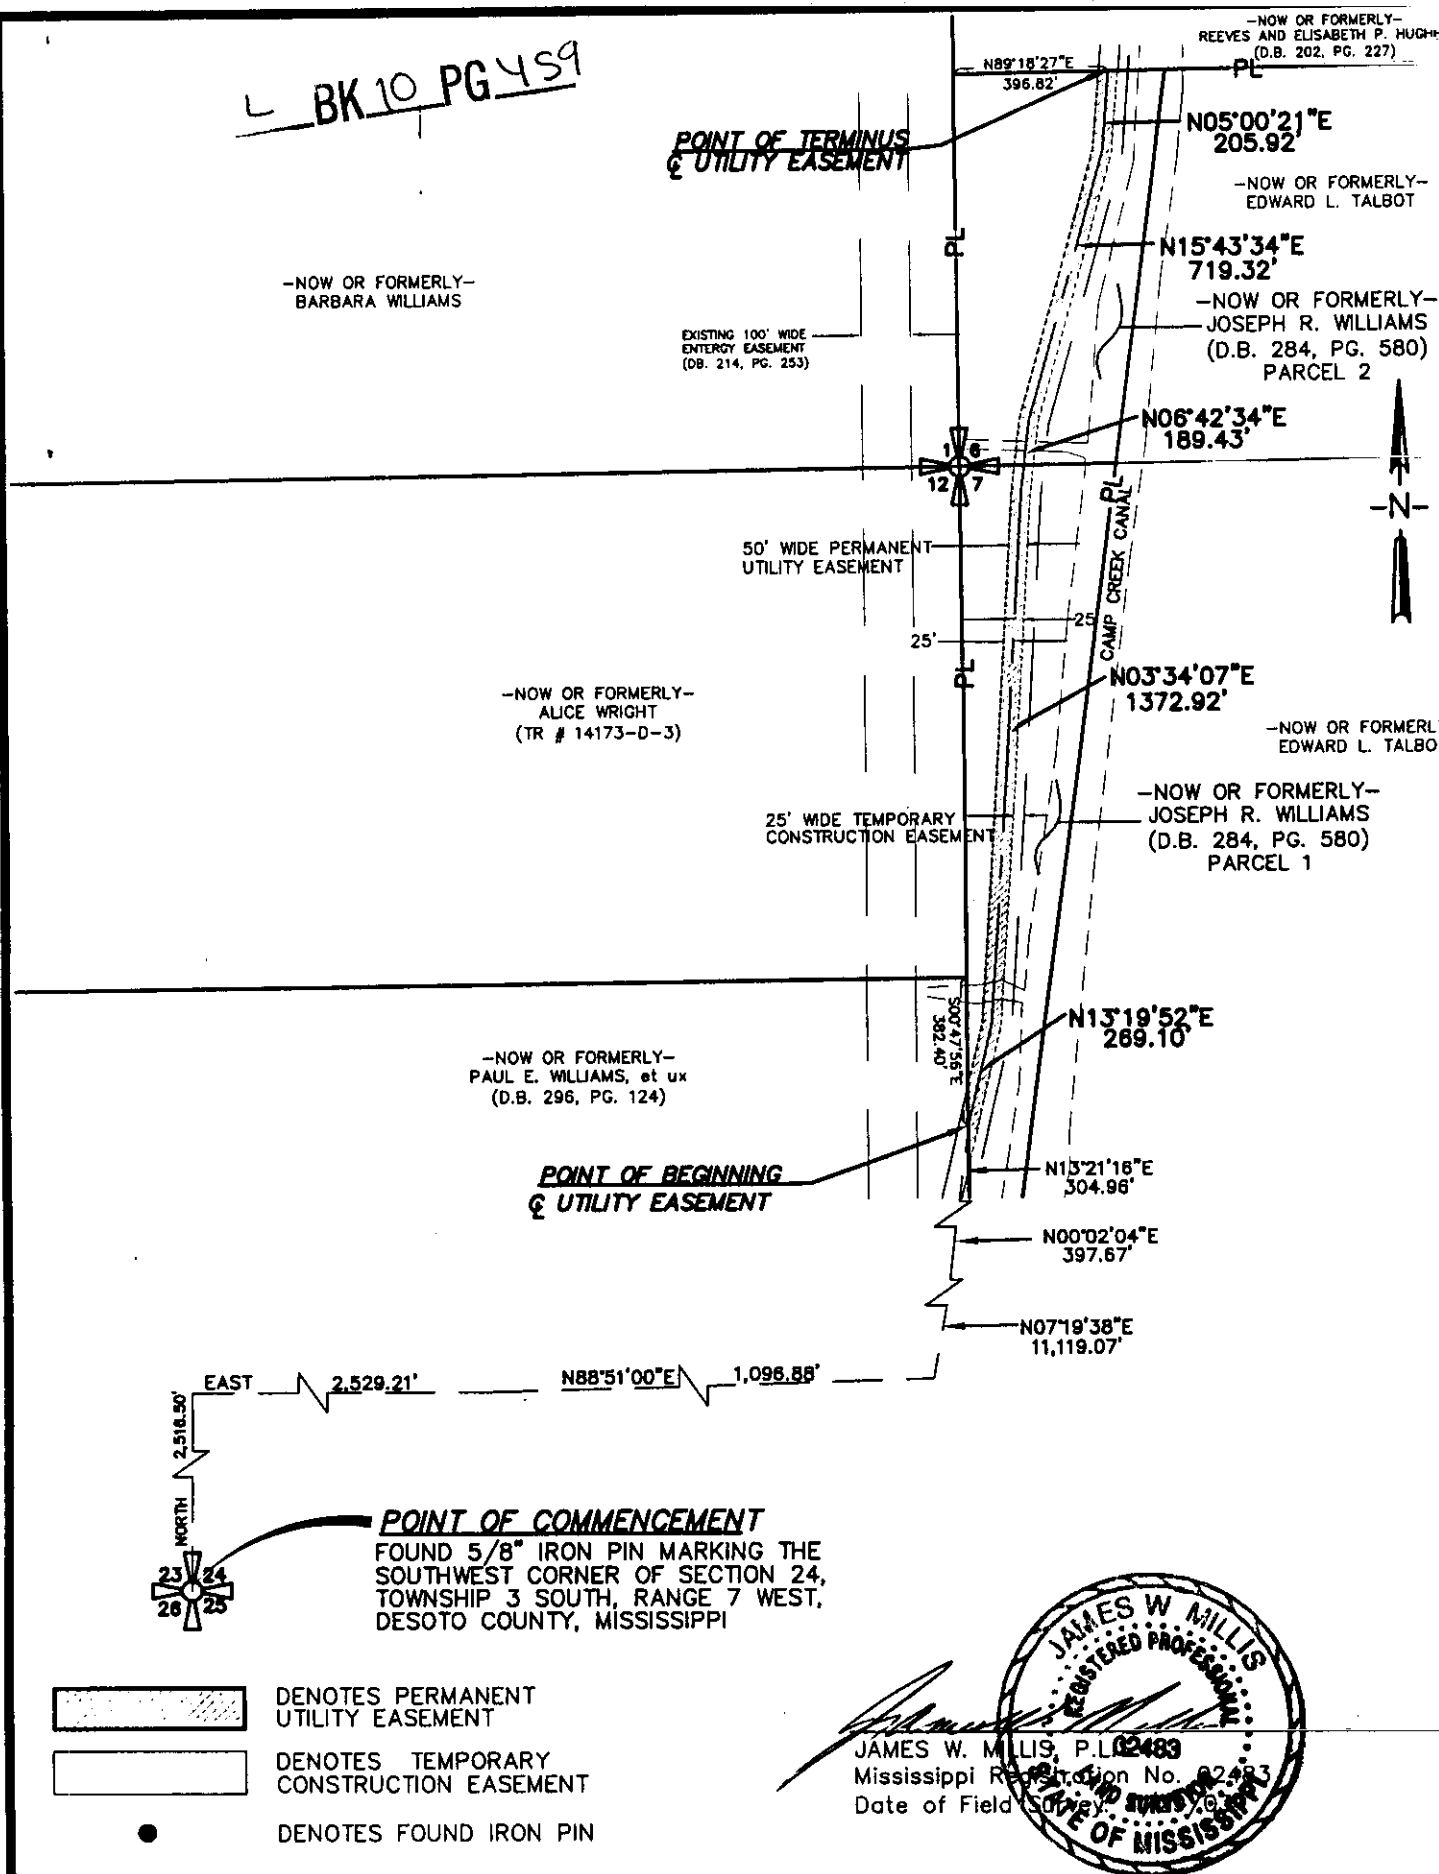 L BK 10 PG 459
-NOW OR FORMERLY-
REEVES AND ELISABETH P.
(D.B. 202, PG. 227)
N89°18'27"E
396.82'
PL
POINT OF TERMINUS
℄ UTILITY EASEMENT
N05°00'21"E
205.92'
-NOW OR FORMERLY-
EDWARD L. TALBOT
PL
N15°43'34"E
719.32'
-NOW OR FORMERLY-
BARBARA WILLIAMS
-NOW OR FORMERLY-
JOSEPH R. WILLIAMS
(D.B. 284, PG. 580)
PARCEL 2
EXISTING 100' WIDE
ENTERGY EASEMENT
(DB. 214, PG. 253)
N06°42'34"E
189.43'
1 6
12 7
PL
CAMP CREEK CANAL
-N-
50' WIDE PERMANENT
UTILITY EASEMENT
25'
25'
PL
N03°34'07"E
1372.92'
-NOW OR FORMERLY-
ALICE WRIGHT
(TR # 14173-D-3)
-NOW OR FORMERL
EDWARD L. TALBO
-NOW OR FORMERLY-
JOSEPH R. WILLIAMS
(D.B. 284, PG. 580)
PARCEL 1
25' WIDE TEMPORARY
CONSTRUCTION EASEMENT
S00°47'56"E
382.40'
N13°19'52"E
269.10'
-NOW OR FORMERLY-
PAUL E. WILLIAMS, et ux
(D.B. 296, PG. 124)
POINT OF BEGINNING
℄ UTILITY EASEMENT
N13°21'16"E
304.96'
N00°02'04"E
397.67'
N07°19'38"E
11,119.07'
EAST 2,529.21' N88°51'00"E 1,096.88'
NORTH 2,516.50'
23 24
26 25
POINT OF COMMENCEMENT
FOUND 5/8" IRON PIN MARKING THE
SOUTHWEST CORNER OF SECTION 24,
TOWNSHIP 3 SOUTH, RANGE 7 WEST,
DESOTO COUNTY, MISSISSIPPI
DENOTES PERMANENT
UTILITY EASEMENT
DENOTES TEMPORARY
CONSTRUCTION EASEMENT
DENOTES FOUND IRON PIN
JAMES W MILLIS
REGISTERED PROFESSIONAL
02483
LAND SURVEYOR
STATE OF MISSISSIPPI
JAMES W. MILLIS, P.L.
Mississippi Registration No. 02483
Date of Field Survey: